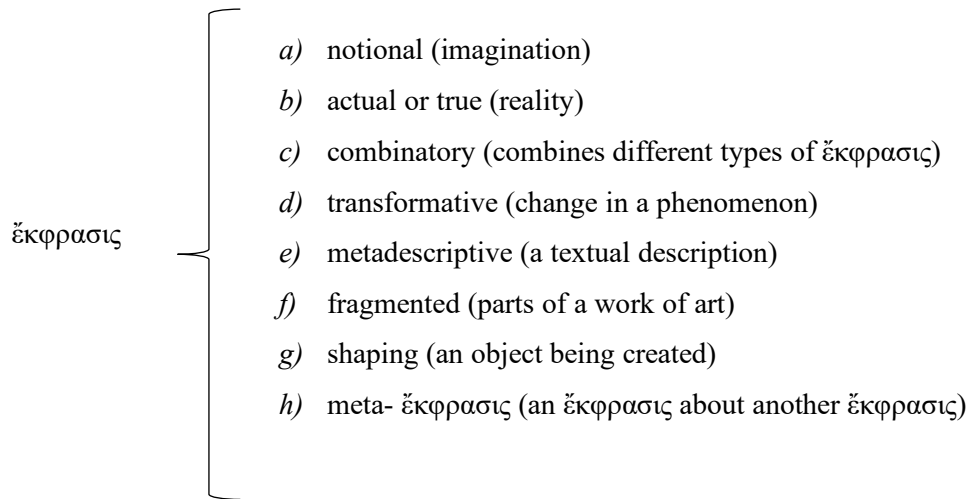 a) notional (imagination)
b) actual or true (reality)
c) combinatory (combines different types of ἔκφρασις)
d) transformative (change in a phenomenon)
ἔκφρασις
e) metadescriptive (a textual description)
f) fragmented (parts of a work of art)
g) shaping (an object being created)
h) meta- ἔκφρασις (an ἔκφρασις about another ἔκφρασις)